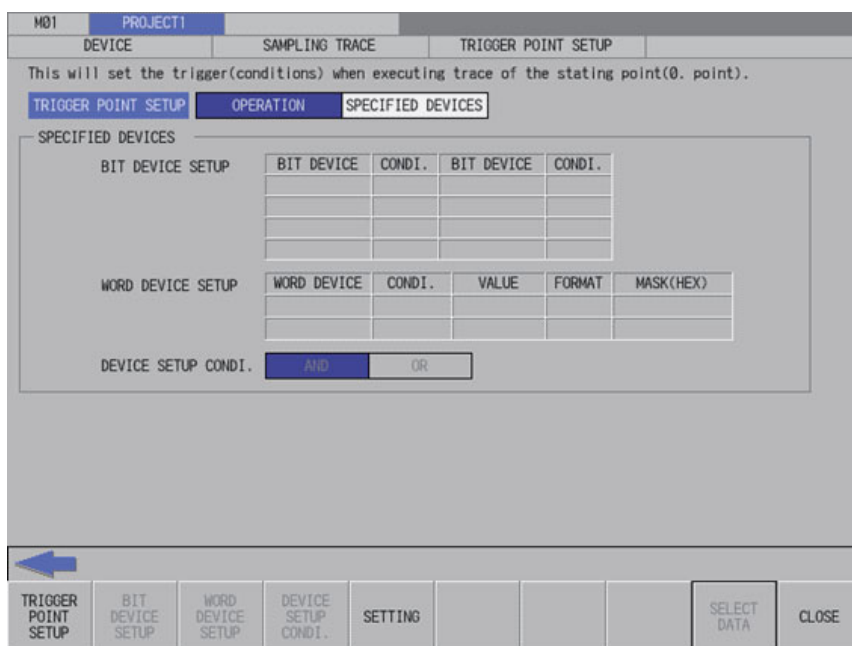 M01 PROJECT1
DEVICE SAMPLING TRACE TRIGGER POINT SETUP
This will set the trigger(conditions) when executing trace of the stating point(0. point).
TRIGGER POINT SETUP OPERATION SPECIFIED DEVICES
SPECIFIED DEVICES
BIT DEVICE SETUP BIT DEVICE CONDI. BIT DEVICE CONDI.
WORD DEVICE SETUP WORD DEVICE CONDI. VALUE FORMAT MASK(HEX)
DEVICE SETUP CONDI. AND OR
TRIGGER POINT SETUP
BIT DEVICE SETUP
WORD DEVICE SETUP
DEVICE SETUP CONDI.
SETTING
SELECT DATA
CLOSE